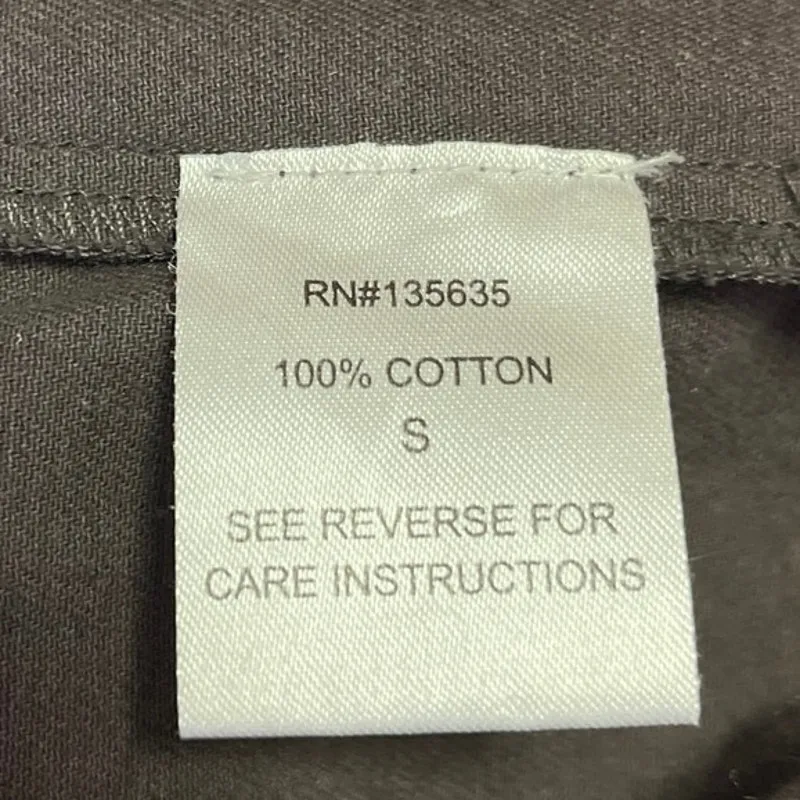 RN#135635
100% COTTON
S
SEE REVERSE FOR
CARE INSTRUCTIONS